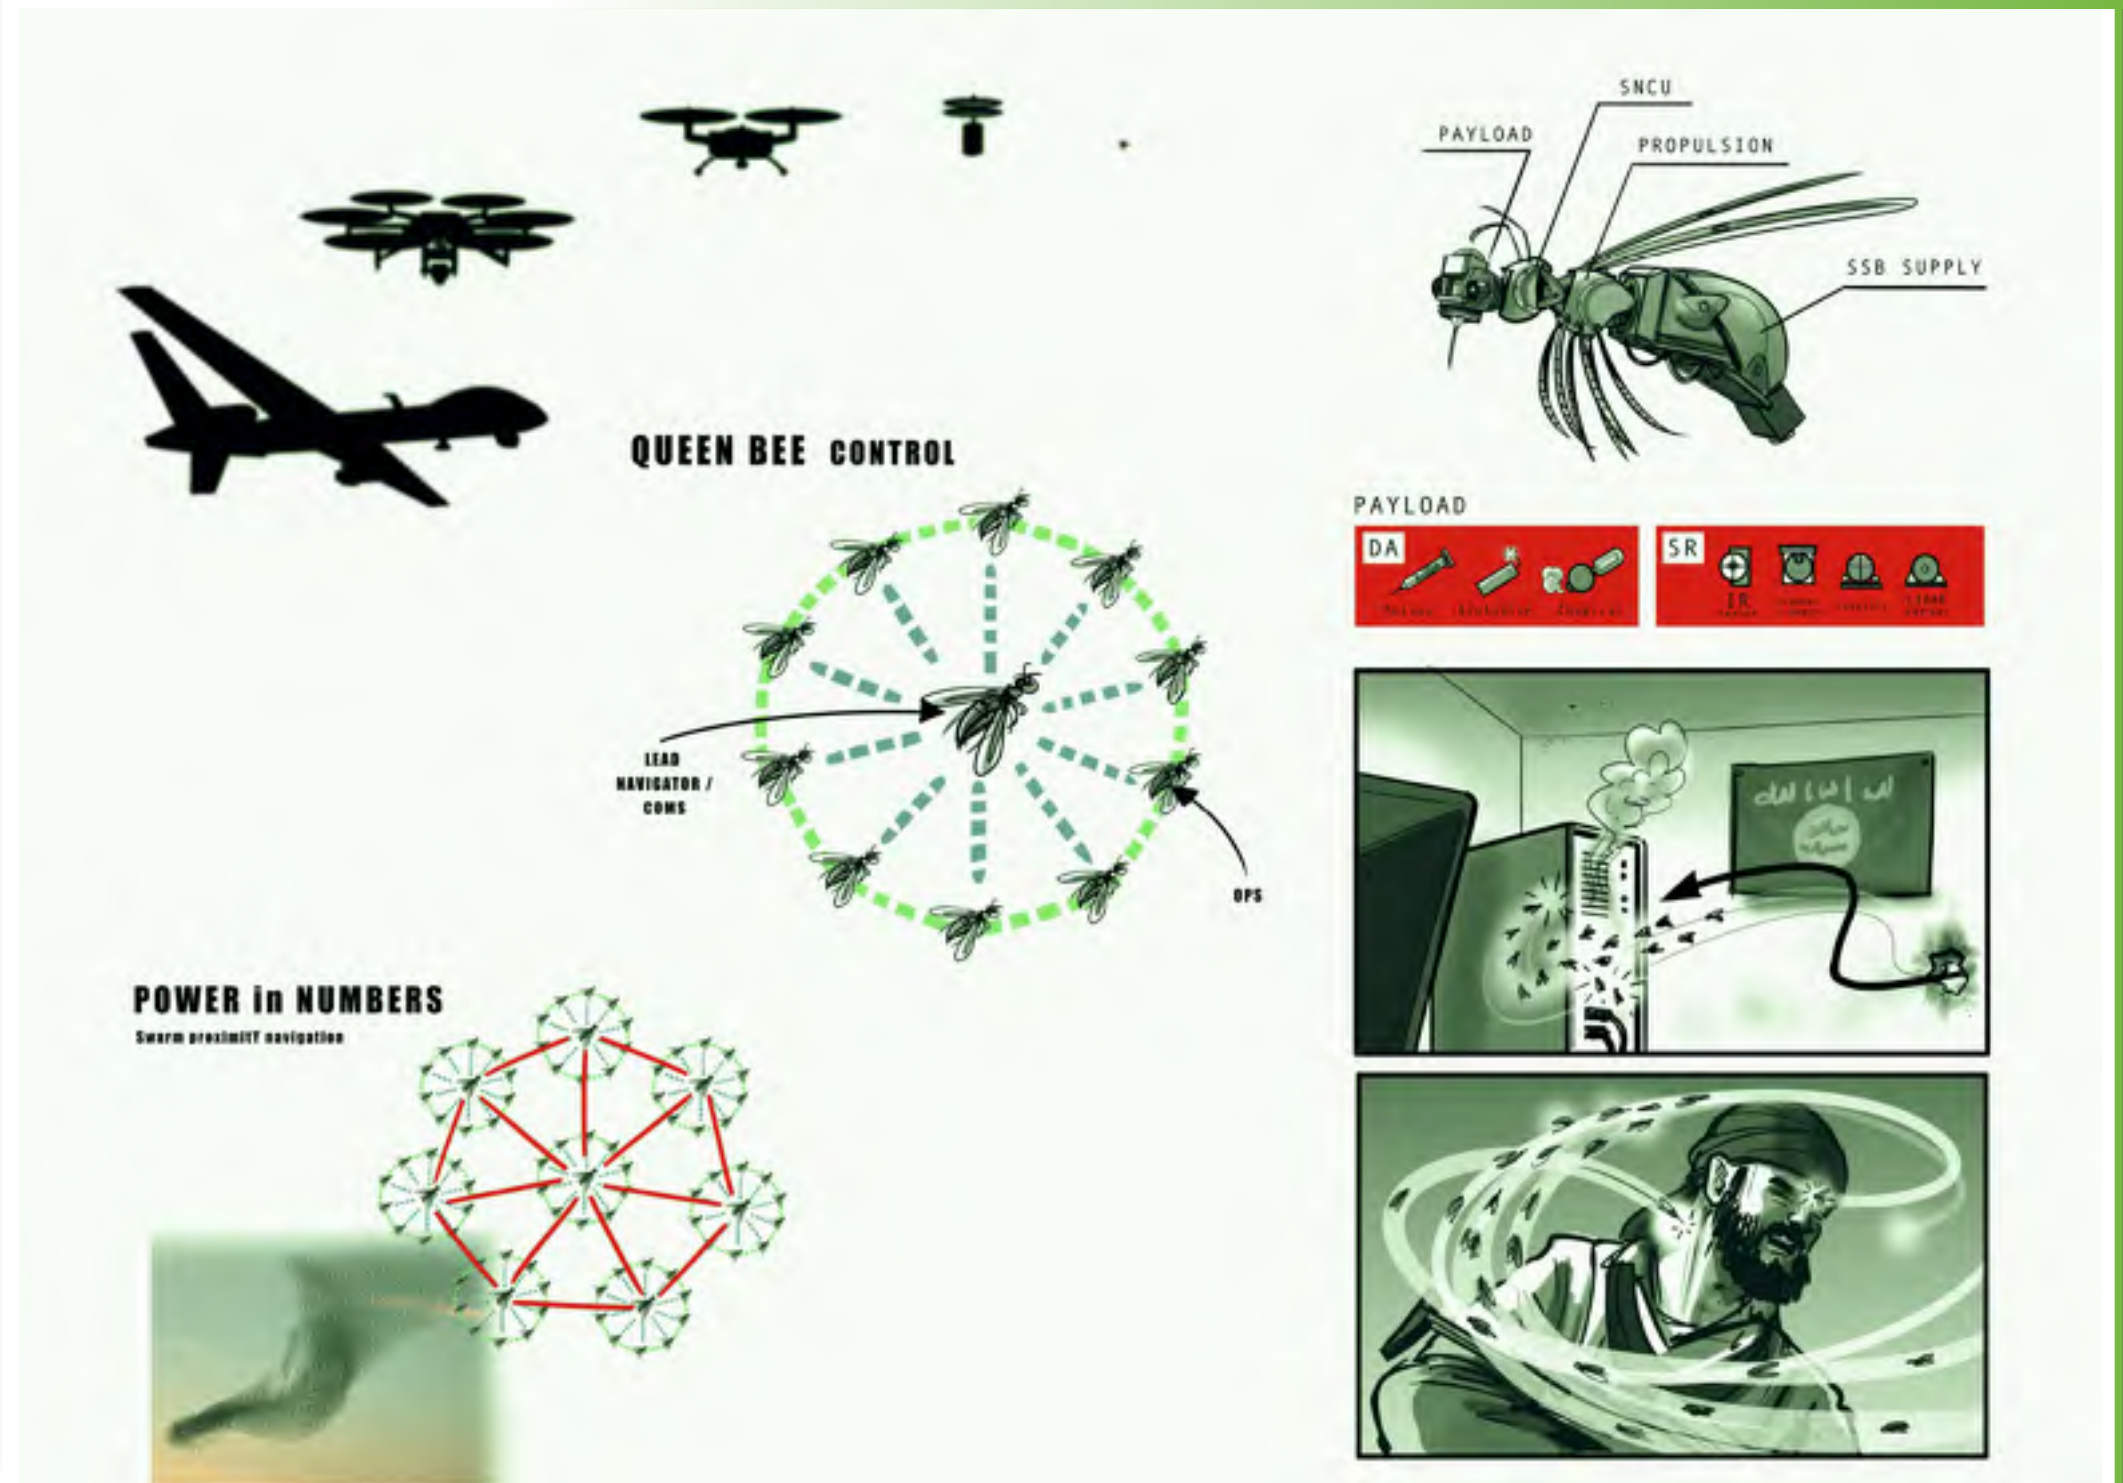 SNCU
PAYLOAD
PROPULSION
SSB SUPPLY
QUEEN BEE CONTROL
LEAD
NAVIGATOR /
COMS
OPS
PAYLOAD
DA
SR
IR
POWER in NUMBERS
Swarm proximitY navigation